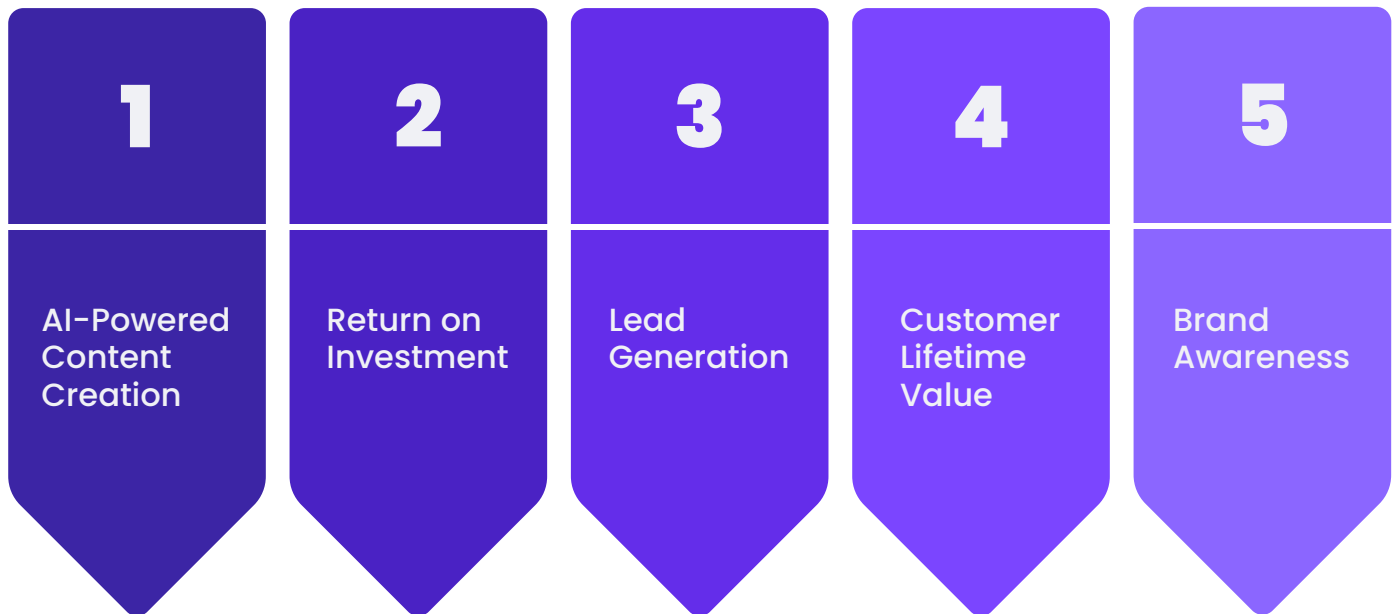 1
AI-Powered
Content
Creation
2
Return on
Investment
3
Lead
Generation
4
Customer
Lifetime
Value
5
Brand
Awareness